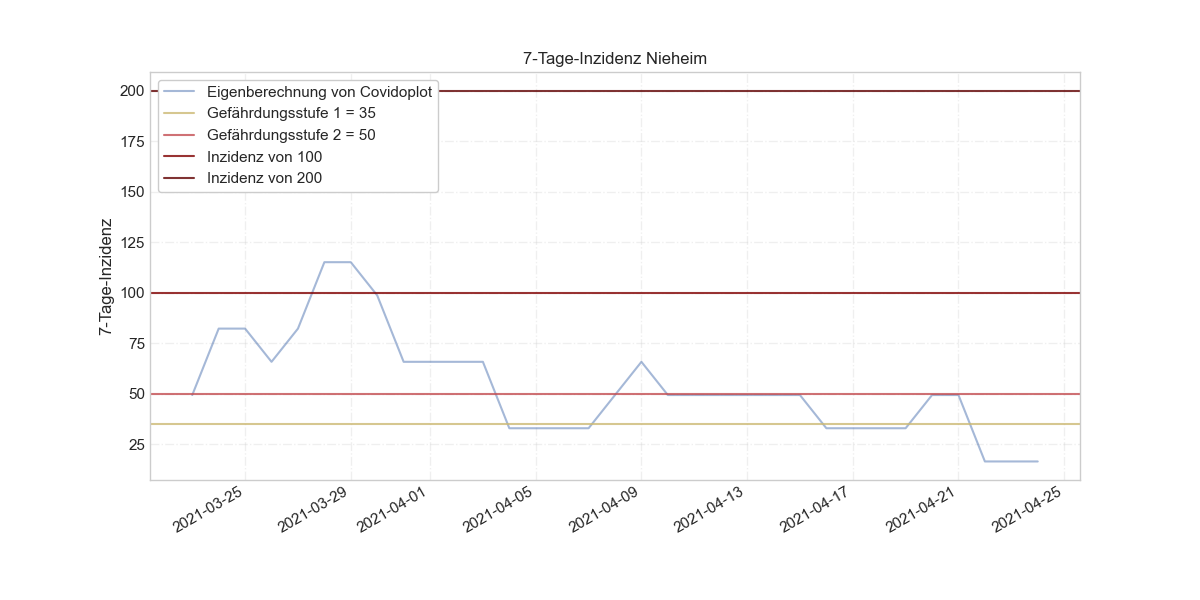 7-Tage-Inzidenz Nieheim
Eigenberechnung von Covidoplot
Gefährdungsstufe 1 = 35
Gefährdungsstufe 2 = 50
Inzidenz von 100
Inzidenz von 200
7-Tage-Inzidenz
200
175
150
125
100
75
50
25
2021-03-25
2021-03-29
2021-04-01
2021-04-05
2021-04-09
2021-04-13
2021-04-17
2021-04-21
2021-04-25